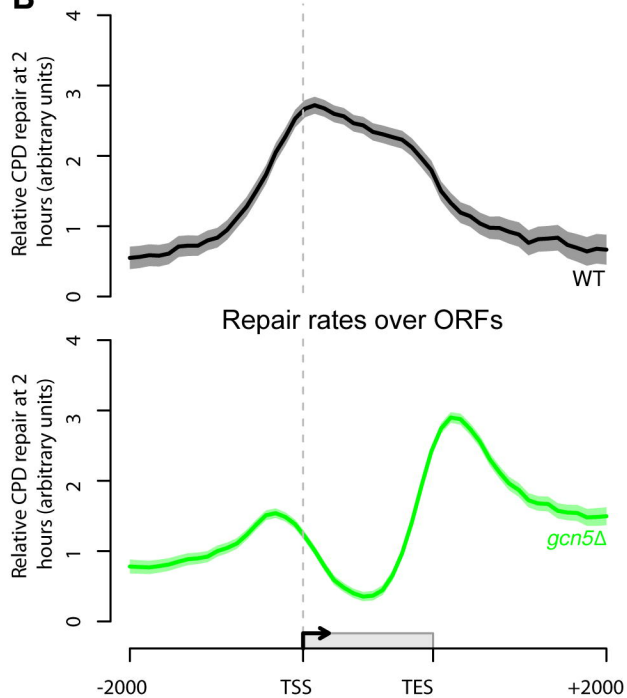 B
Relative CPD repair at 2
hours (arbitrary units)
4
3
2
1
0
WT
Repair rates over ORFs
Relative CPD repair at 2
hours (arbitrary units)
4
3
2
1
0
gcn5Δ
-2000
TSS
TES
+2000